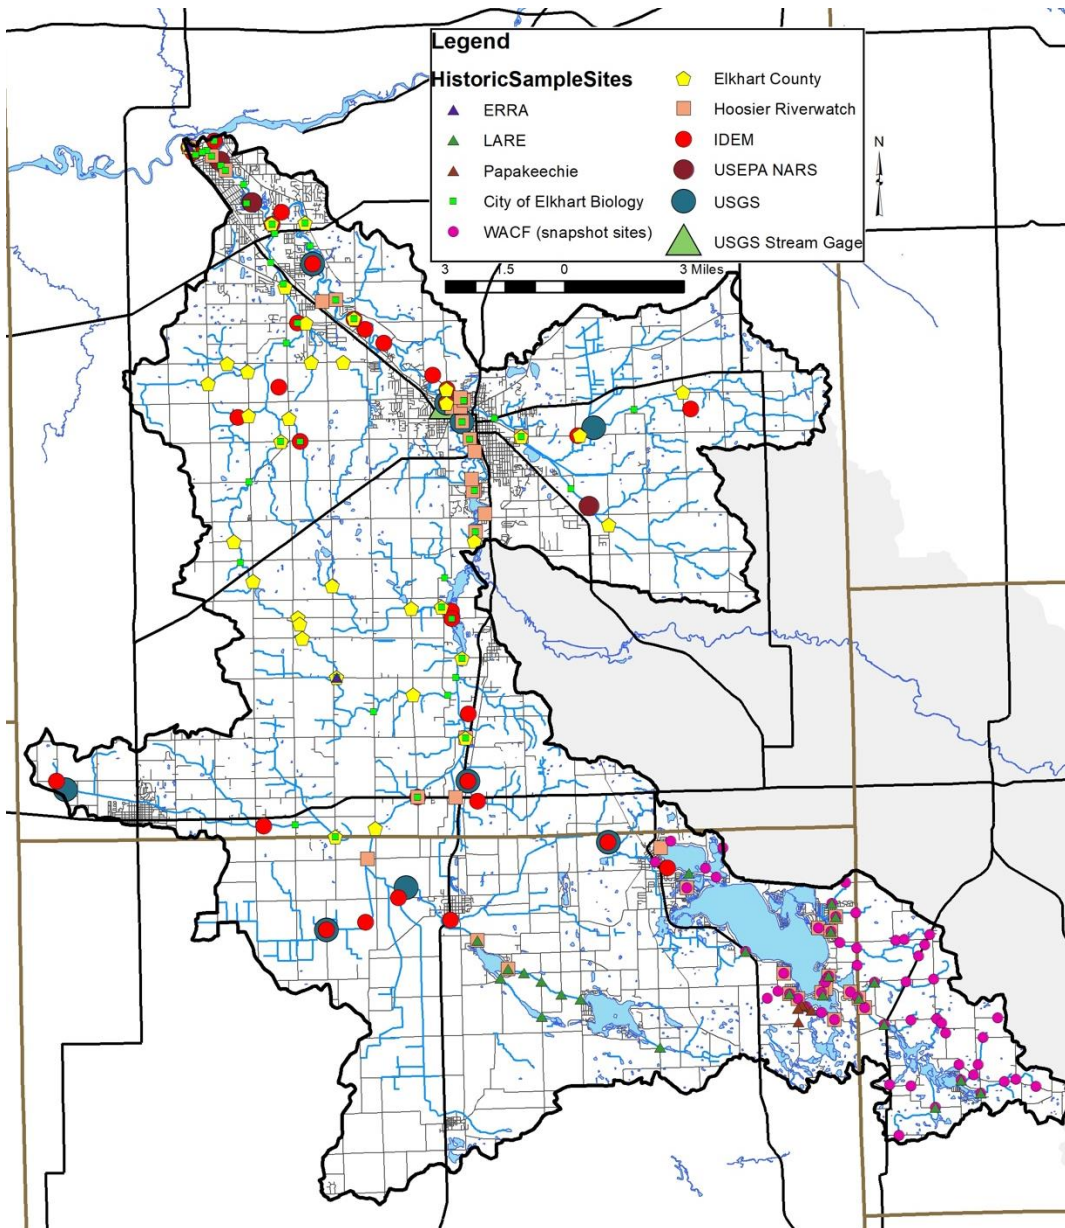 Legend
HistoricSampleSites
ERRA
LARE
Papakeechie
City of Elkhart Biology
WACF (snapshot sites)
Elkhart County
Hoosier Riverwatch
IDEM
USEPA NARS
USGS
USGS Stream Gage
N
3 1.5 0 3 Miles